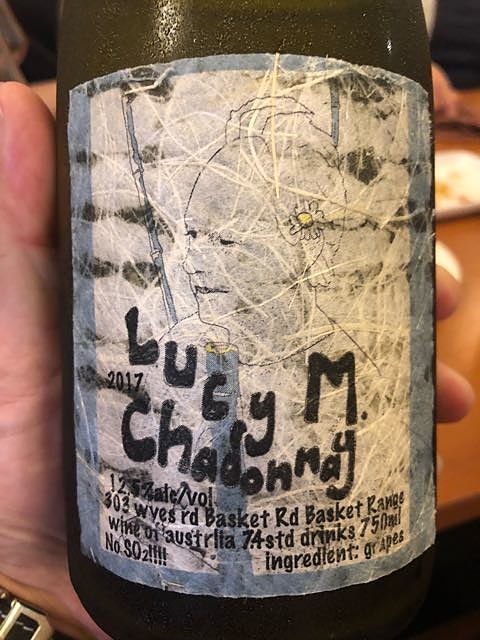 Lucy M.
2017
Chadonnay
12.5%alc/vol
303 wves rd Basket Rd Basket Range
wine of austrlia 7.4std drinks 750ml
No SO2!!!! ingredient: grapes